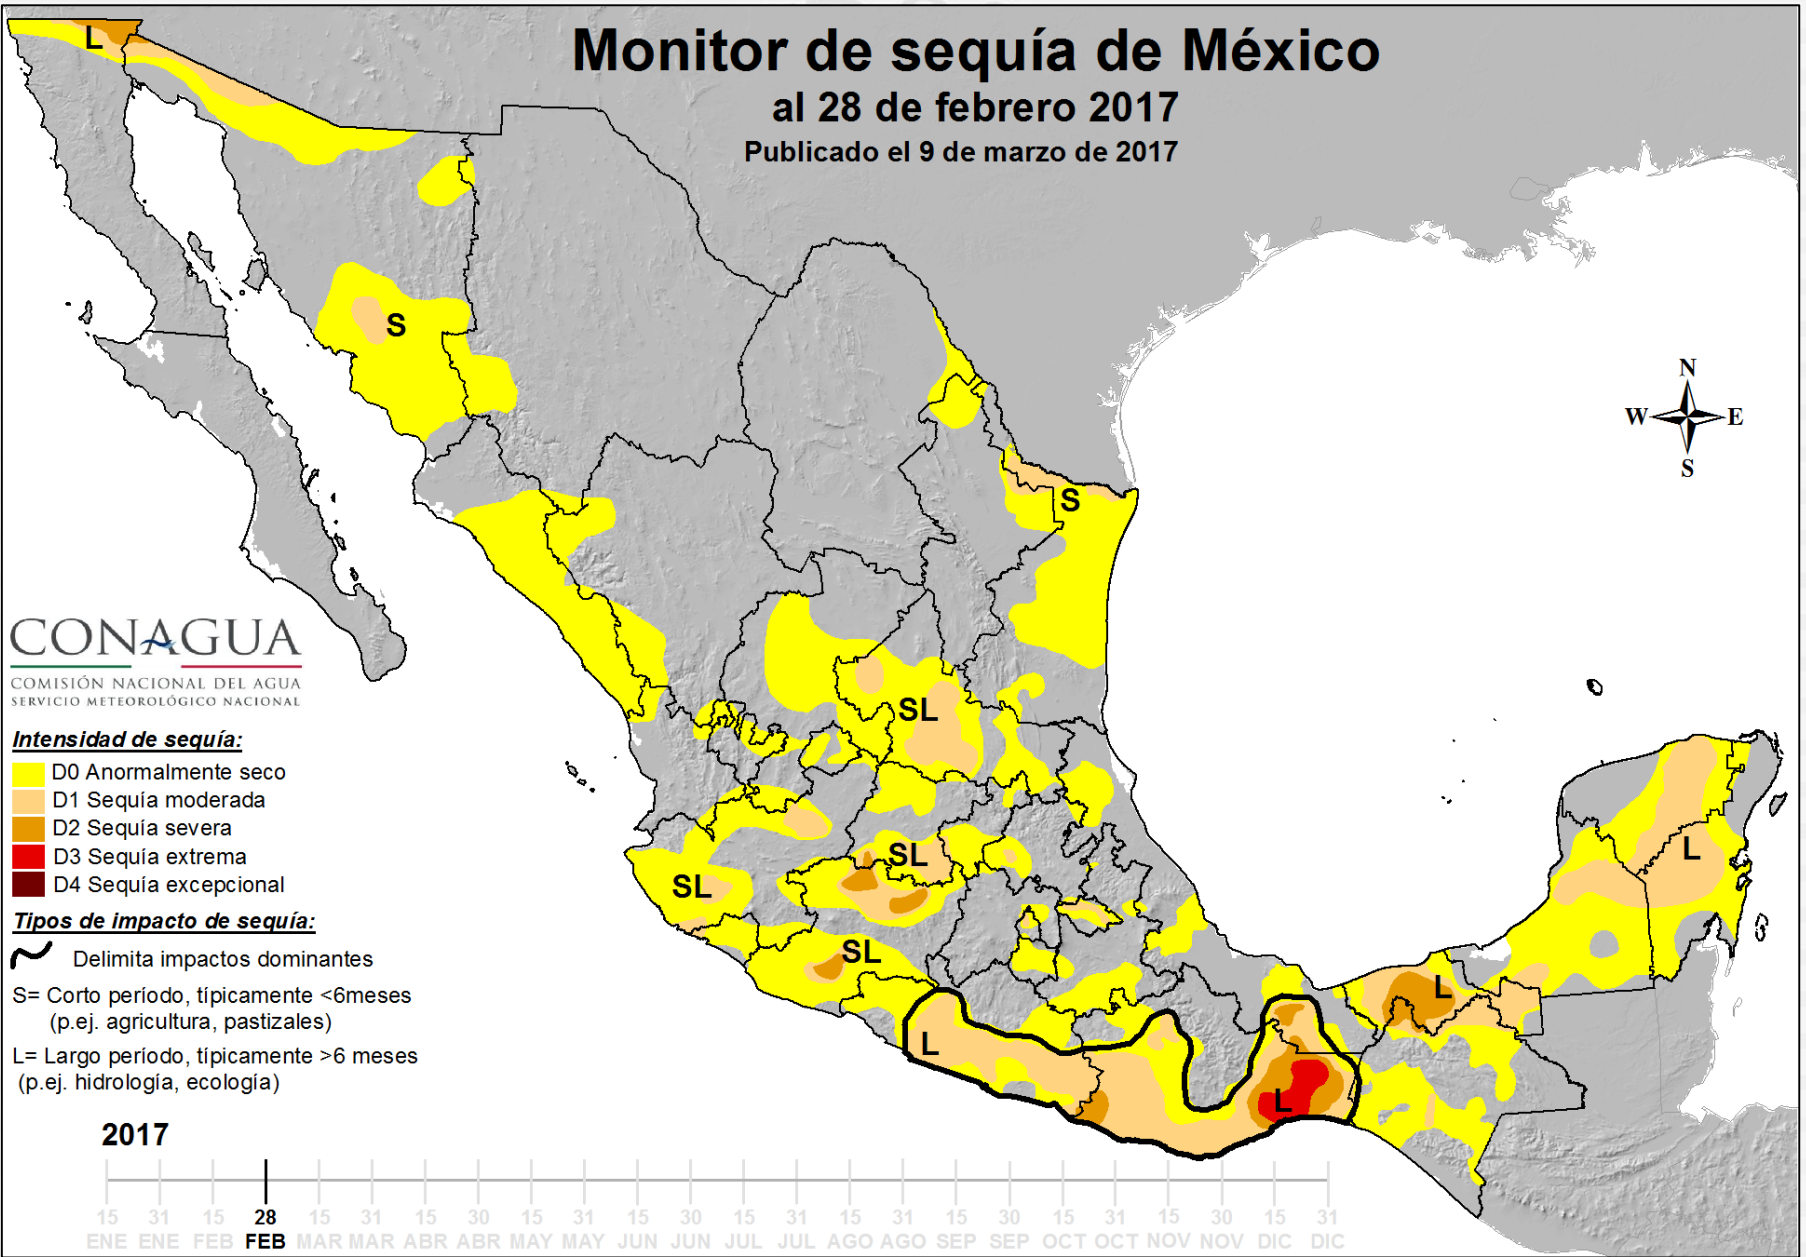 Monitor de sequía de México
al 28 de febrero 2017
Publicado el 9 de marzo de 2017
L
S
S
N
W E
S
CONAGUA
COMISIÓN NACIONAL DEL AGUA
SERVICIO METEOROLÓGICO NACIONAL
SL
Intensidad de sequía:
D0 Anormalmente seco
D1 Sequía moderada
D2 Sequía severa
D3 Sequía extrema
D4 Sequía excepcional
SL
L
SL
SL
L
L
L
Tipos de impacto de sequía:
Delimita impactos dominantes
S= Corto período, típicamente <6meses
(p.ej. agricultura, pastizales)
L= Largo período, típicamente >6 meses
(p.ej. hidrología, ecología)
L
2017
15 31 15 28 15 31 15 30 15 31 15 30 15 31 15 31 15 30 15 31 15 30 15 31
ENE ENE FEB FEB MAR MAR ABR ABR MAY MAY JUN JUN JUL JUL AGO AGO SEP SEP OCT OCT NOV NOV DIC DIC